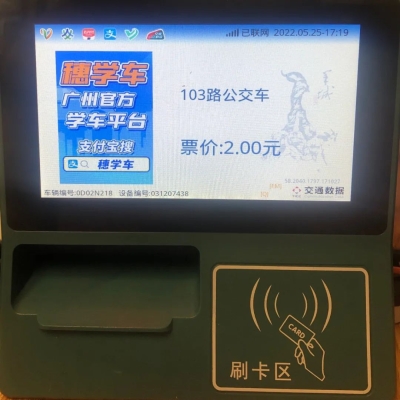 已联网 2022.05.25-17:19
穗学车
广州官方
学车平台
支付宝搜
穗学车
103路公交车
票价:2.00元
交通数据
车辆编号:0D02N218 设备编号:031207438
CARD
刷卡区